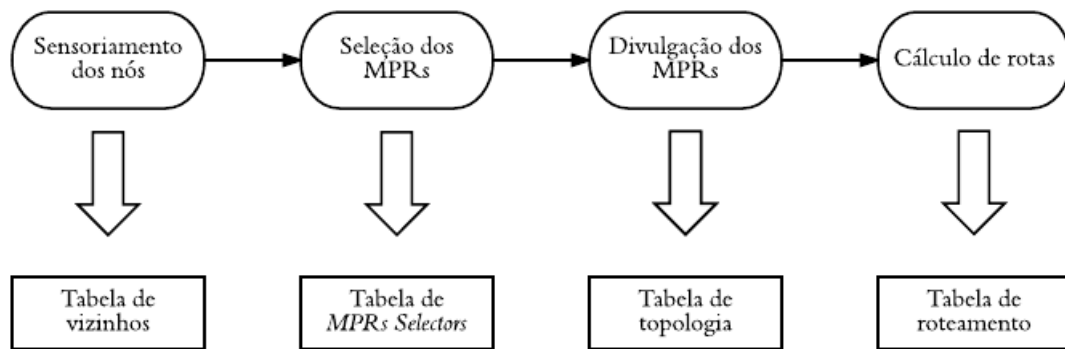 Sensoriamento
dos nós
Seleção dos
MPRs
Divulgação dos
MPRs
Cálculo de rotas
Tabela de
vizinhos
Tabela de
MPRs Selectors
Tabela de
topologia
Tabela de
roteamento